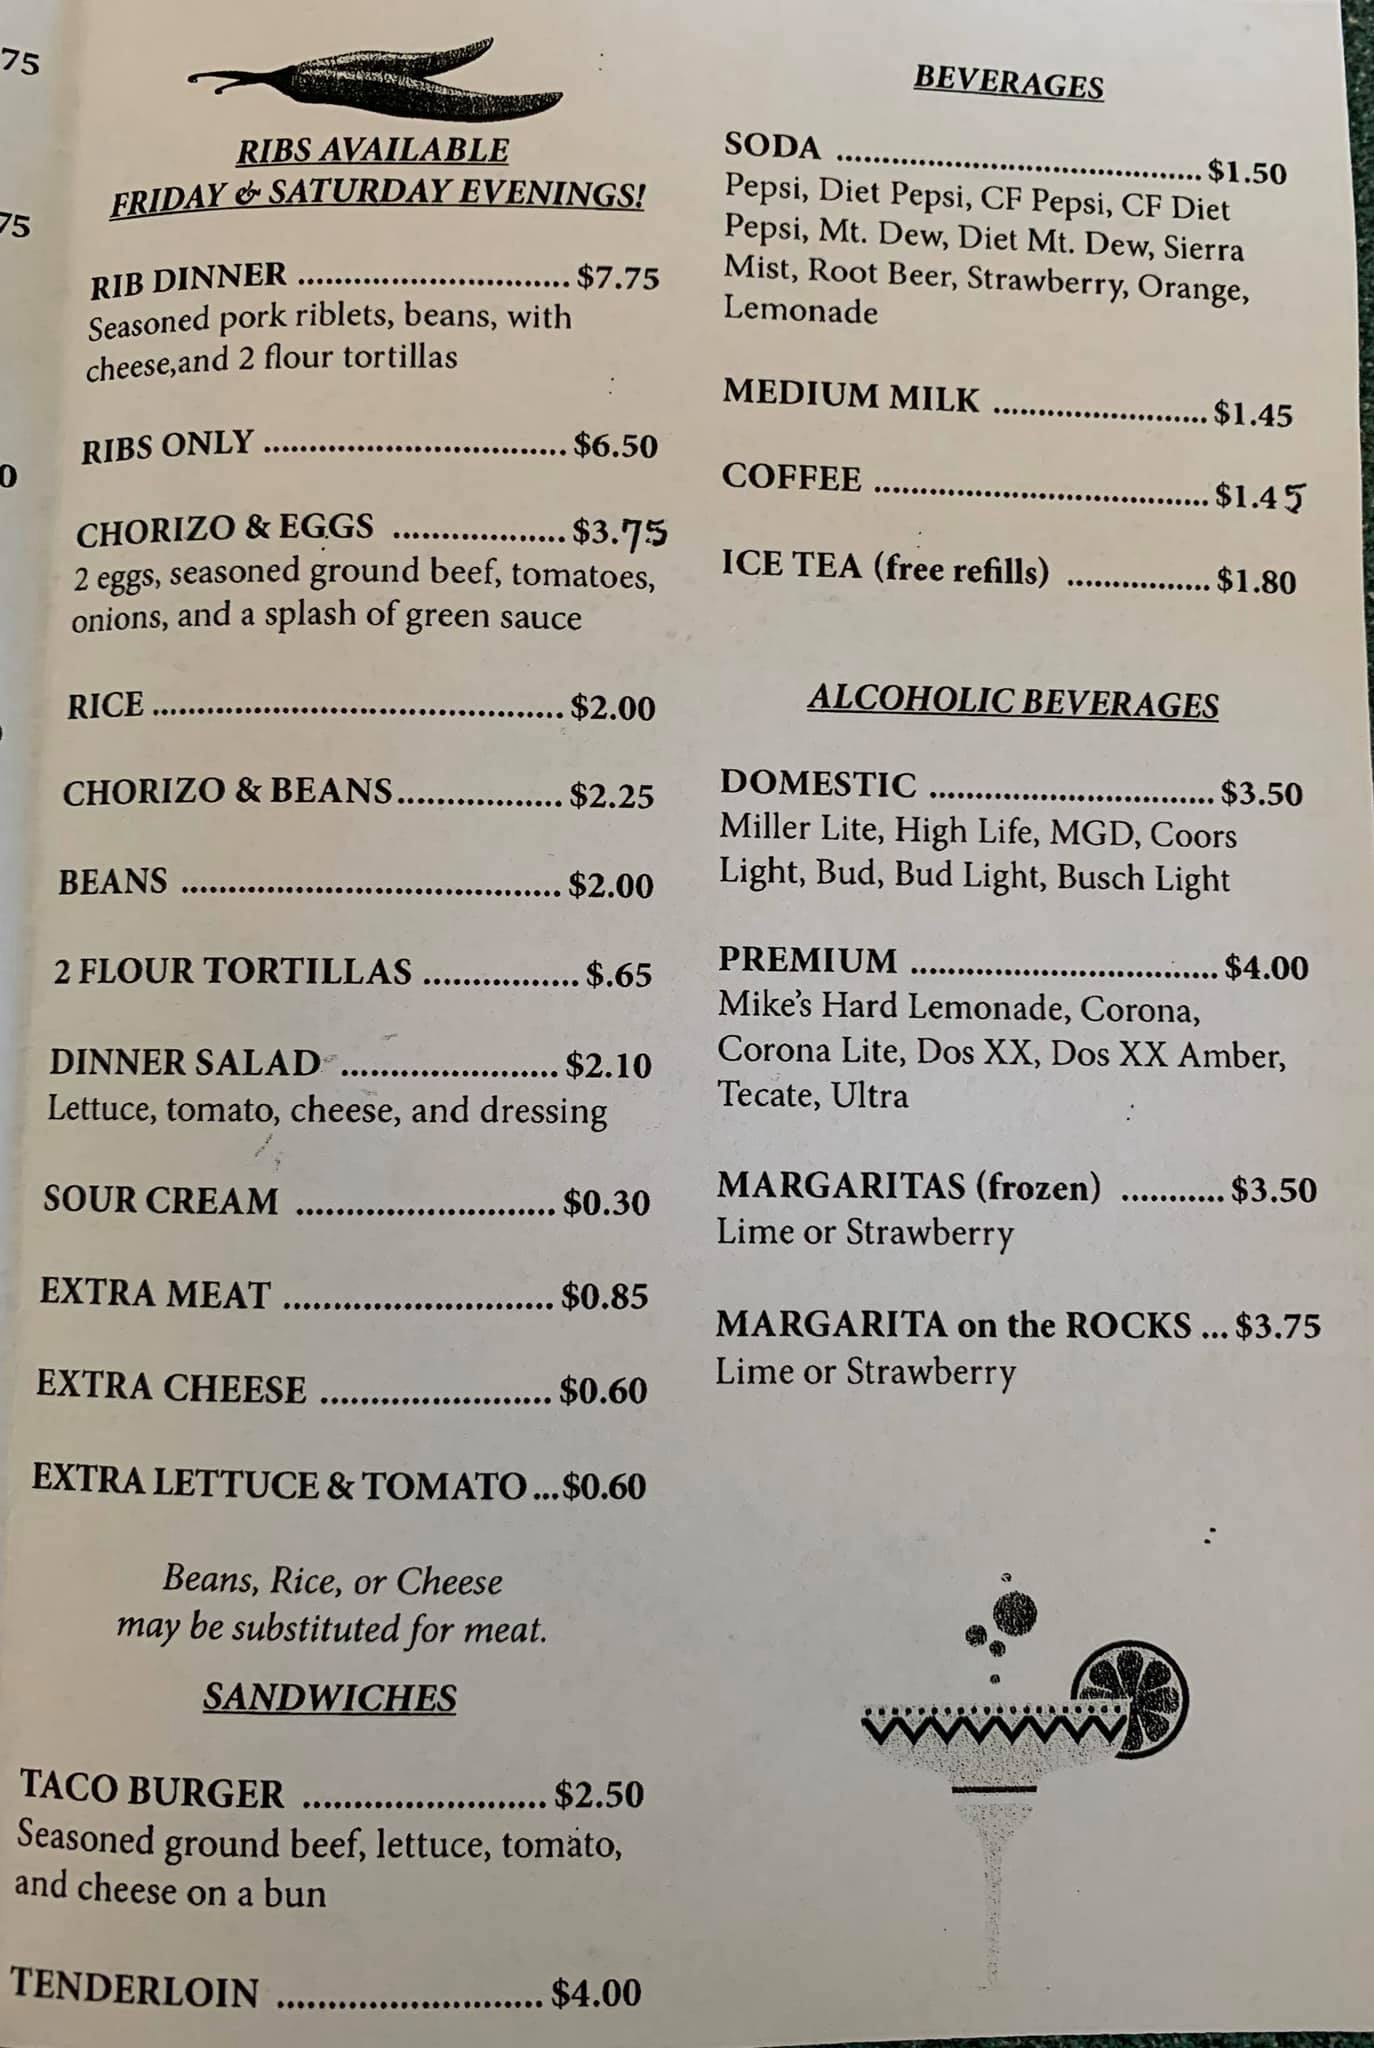 75
75
0
RIBS AVAILABLE
FRIDAY & SATURDAY EVENINGS!
RIB DINNER .............................. $7.75
Seasoned pork riblets, beans, with
cheese,and 2 flour tortillas
RIBS ONLY ................................. $6.50
CHORIZO & EGGS ................... $3.75
2 eggs, seasoned ground beef, tomatoes,
onions, and a splash of green sauce
RICE ............................................ $2.00
CHORIZO & BEANS.................. $2.25
BEANS ........................................ $2.00
2 FLOUR TORTILLAS ................ $.65
DINNER SALAD ...................... $2.10
Lettuce, tomato, cheese, and dressing
SOUR CREAM .......................... $0.30
EXTRA MEAT ........................... $0.85
EXTRA CHEESE ....................... $0.60
EXTRA LETTUCE & TOMATO ...$0.60
Beans, Rice, or Cheese
may be substituted for meat.
SANDWICHES
TACO BURGER ........................ $2.50
Seasoned ground beef, lettuce, tomato,
and cheese on a bun
TENDERLOIN .......................... $4.00
BEVERAGES
SODA ........................................ $1.50
Pepsi, Diet Pepsi, CF Pepsi, CF Diet
Pepsi, Mt. Dew, Diet Mt. Dew, Sierra
Mist, Root Beer, Strawberry, Orange,
Lemonade
MEDIUM MILK ........................ $1.45
COFFEE ..................................... $1.45
ICE TEA (free refills) ................ $1.80
ALCOHOLIC BEVERAGES
DOMESTIC ............................... $3.50
Miller Lite, High Life, MGD, Coors
Light, Bud, Bud Light, Busch Light
PREMIUM ................................. $4.00
Mike's Hard Lemonade, Corona,
Corona Lite, Dos XX, Dos XX Amber,
Tecate, Ultra
MARGARITAS (frozen) ........... $3.50
Lime or Strawberry
MARGARITA on the ROCKS ... $3.75
Lime or Strawberry